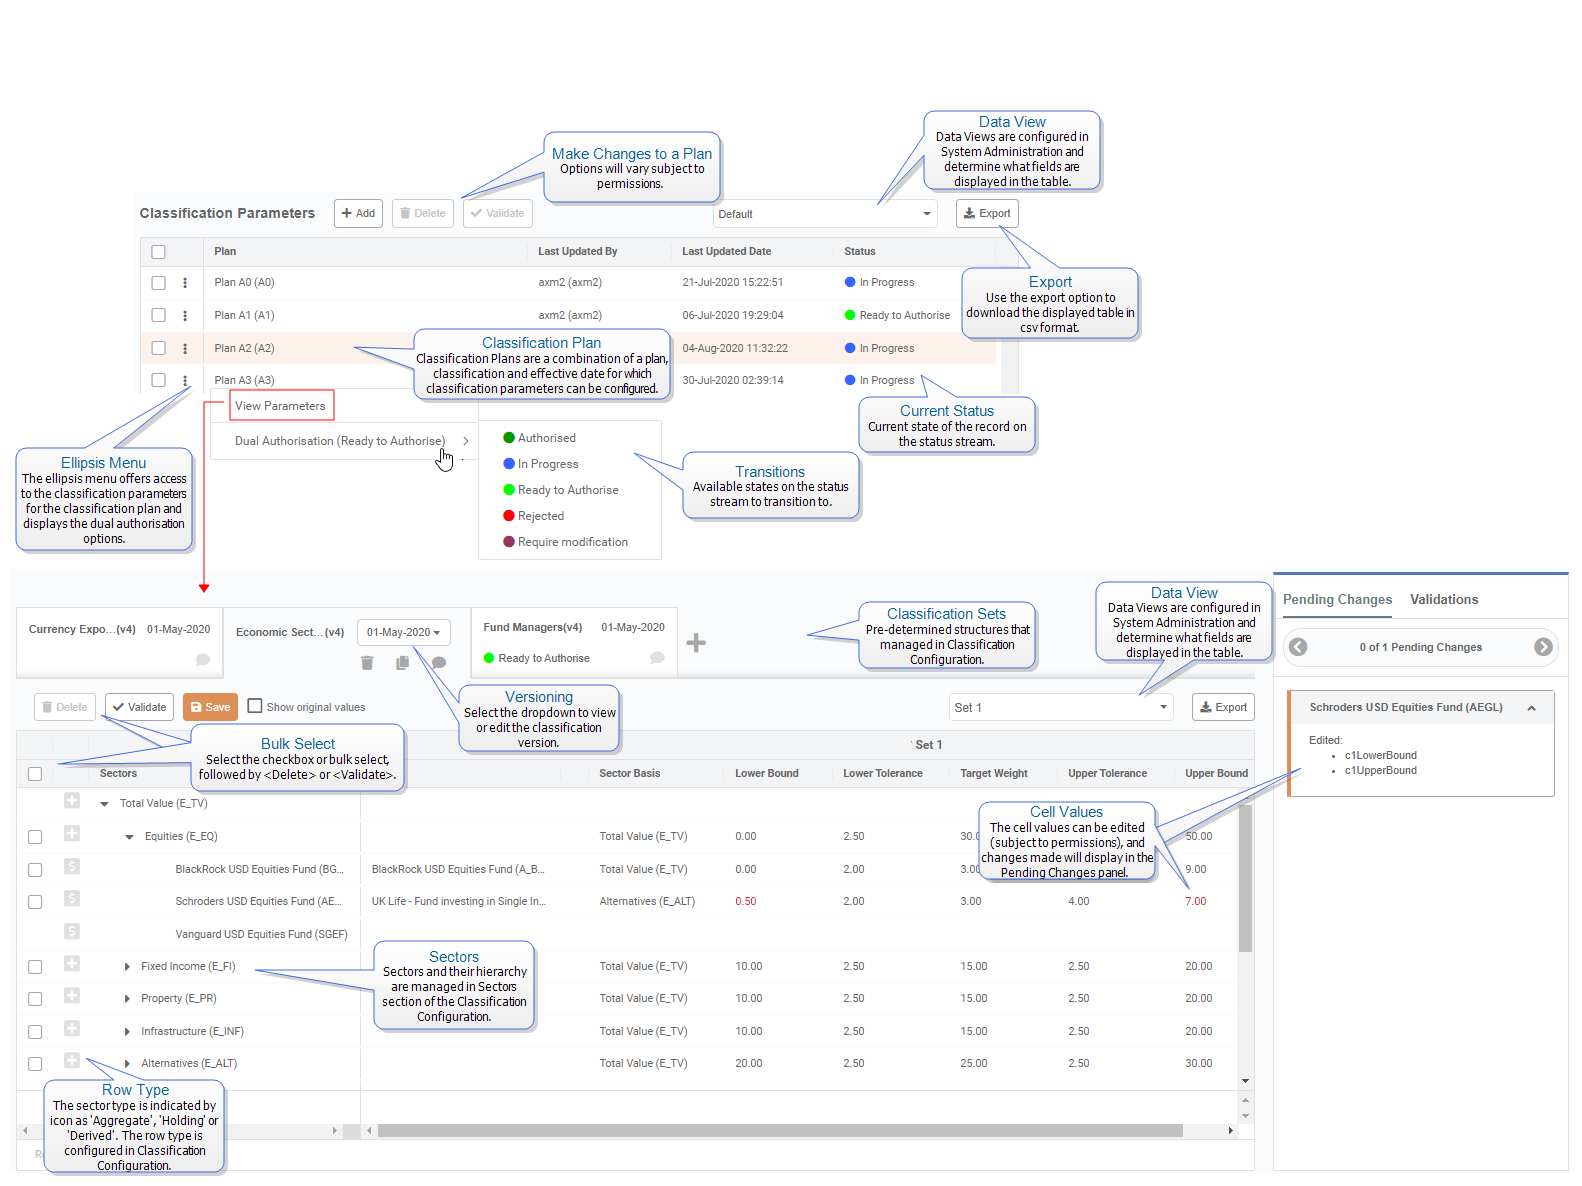 Data View
Data Views are configured in
System Administration and
determine what fields are
displayed in the table.
Make Changes to a Plan
Options will vary subject to
permissions.
Classification Parameters
Add
Delete
Validate
Default
Export
Plan
Last Updated By
Last Updated Date
Status
Plan A0 (A0)
axm2 (axm2)
21-Jul-2020 15:22:51
In Progress
Plan A1 (A1)
axm2 (axm2)
06-Jul-2020 19:29:04
Ready to Authorise
Plan A2 (A2)
04-Aug-2020 11:32:22
In Progress
Plan A3 (A3)
30-Jul-2020 02:39:14
In Progress
Export
Use the export option to
download the displayed table in
csv format.
Classification Plan
Classification Plans are a combination of a plan,
classification and effective date for which
classification parameters can be configured.
View Parameters
Dual Authorisation (Ready to Authorise)
Authorised
In Progress
Ready to Authorise
Rejected
Require modification
Current Status
Current state of the record on
the status stream.
Ellipsis Menu
The ellipsis menu offers access
to the classification parameters
for the classification plan and
displays the dual authorisation
options.
Transitions
Available states on the status
stream to transition to.
Currency Expo...(v4)
01-May-2020
Economic Sect...(v4)
01-May-2020
Fund Managers(v4)
01-May-2020
Ready to Authorise
Classification Sets
Pre-determined structures that
managed in Classification
Configuration.
Data View
Data Views are configured in
System Administration and
determine what fields are
displayed in the table.
Pending Changes
Validations
0 of 1 Pending Changes
Schroders USD Equities Fund (AEGL)
Edited:
c1LowerBound
c1UpperBound
Delete
Validate
Save
Show original values
Set 1
Export
Versioning
Select the dropdown to view
or edit the classification
version.
Bulk Select
Select the checkbox or bulk select,
followed by <Delete> or <Validate>.
' Set 1
Sectors
Sector Basis
Lower Bound
Lower Tolerance
Target Weight
Upper Tolerance
Upper Bound
Total Value (E_TV)
Equities (E_EQ)
Total Value (E_TV)
0.00
2.50
30.0
50.00
BlackRock USD Equities Fund (BG...
BlackRock USD Equities Fund (A_B...
Total Value (E_TV)
0.00
2.00
3.00
9.00
Schroders USD Equities Fund (AE...
UK Life - Fund investing in Single In...
Alternatives (E_ALT)
0.50
2.00
3.00
4.00
7.00
Vanguard USD Equities Fund (SGEF)
Fixed Income (E_FI)
Total Value (E_TV)
10.00
2.50
15.00
2.50
20.00
Property (E_PR)
Total Value (E_TV)
10.00
2.50
15.00
2.50
20.00
Infrastructure (E_INF)
Total Value (E_TV)
10.00
2.50
15.00
2.50
20.00
Alternatives (E_ALT)
Total Value (E_TV)
20.00
2.50
25.00
2.50
30.00
Cell Values
The cell values can be edited
(subject to permissions), and
changes made will display in the
Pending Changes panel.
Sectors
Sectors and their hierarchy
are managed in Sectors
section of the Classification
Configuration.
Row Type
The sector type is indicated by
icon as 'Aggregate', 'Holding' or
'Derived'. The row type is
configured in Classification
Configuration.